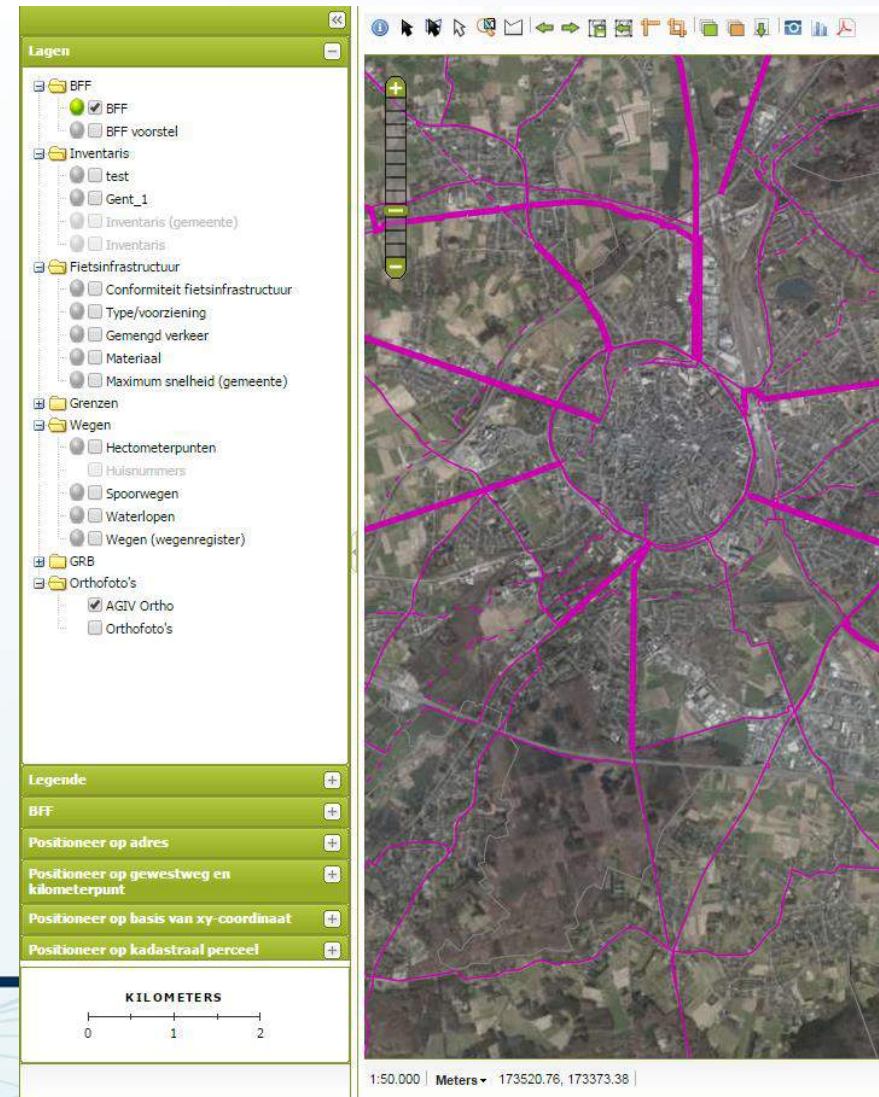 Lagen
BFF
BFF
BFF voorstel
Inventaris
test
Gent_1
Inventaris (gemeente)
Inventaris
Fietsinfrastructuur
Conformiteit fietsinfrastructuur
Type/voorziening
Gemengd verkeer
Materiaal
Maximum snelheid (gemeente)
Grenzen
Wegen
Hectometerpunten
Huisnummers
Spoorwegen
Waterlopen
Wegen (wegenregister)
GRB
Orthofoto's
AGIV Ortho
Orthofoto's
Legende
BFF
Positioneer op adres
Positioneer op gewestweg en
kilometerpunt
Positioneer op basis van xy-coordinaat
Positioneer op kadastraal perceel
KILOMETERS
0 1 2
1:50.000 Meters 173520.76, 173373.38